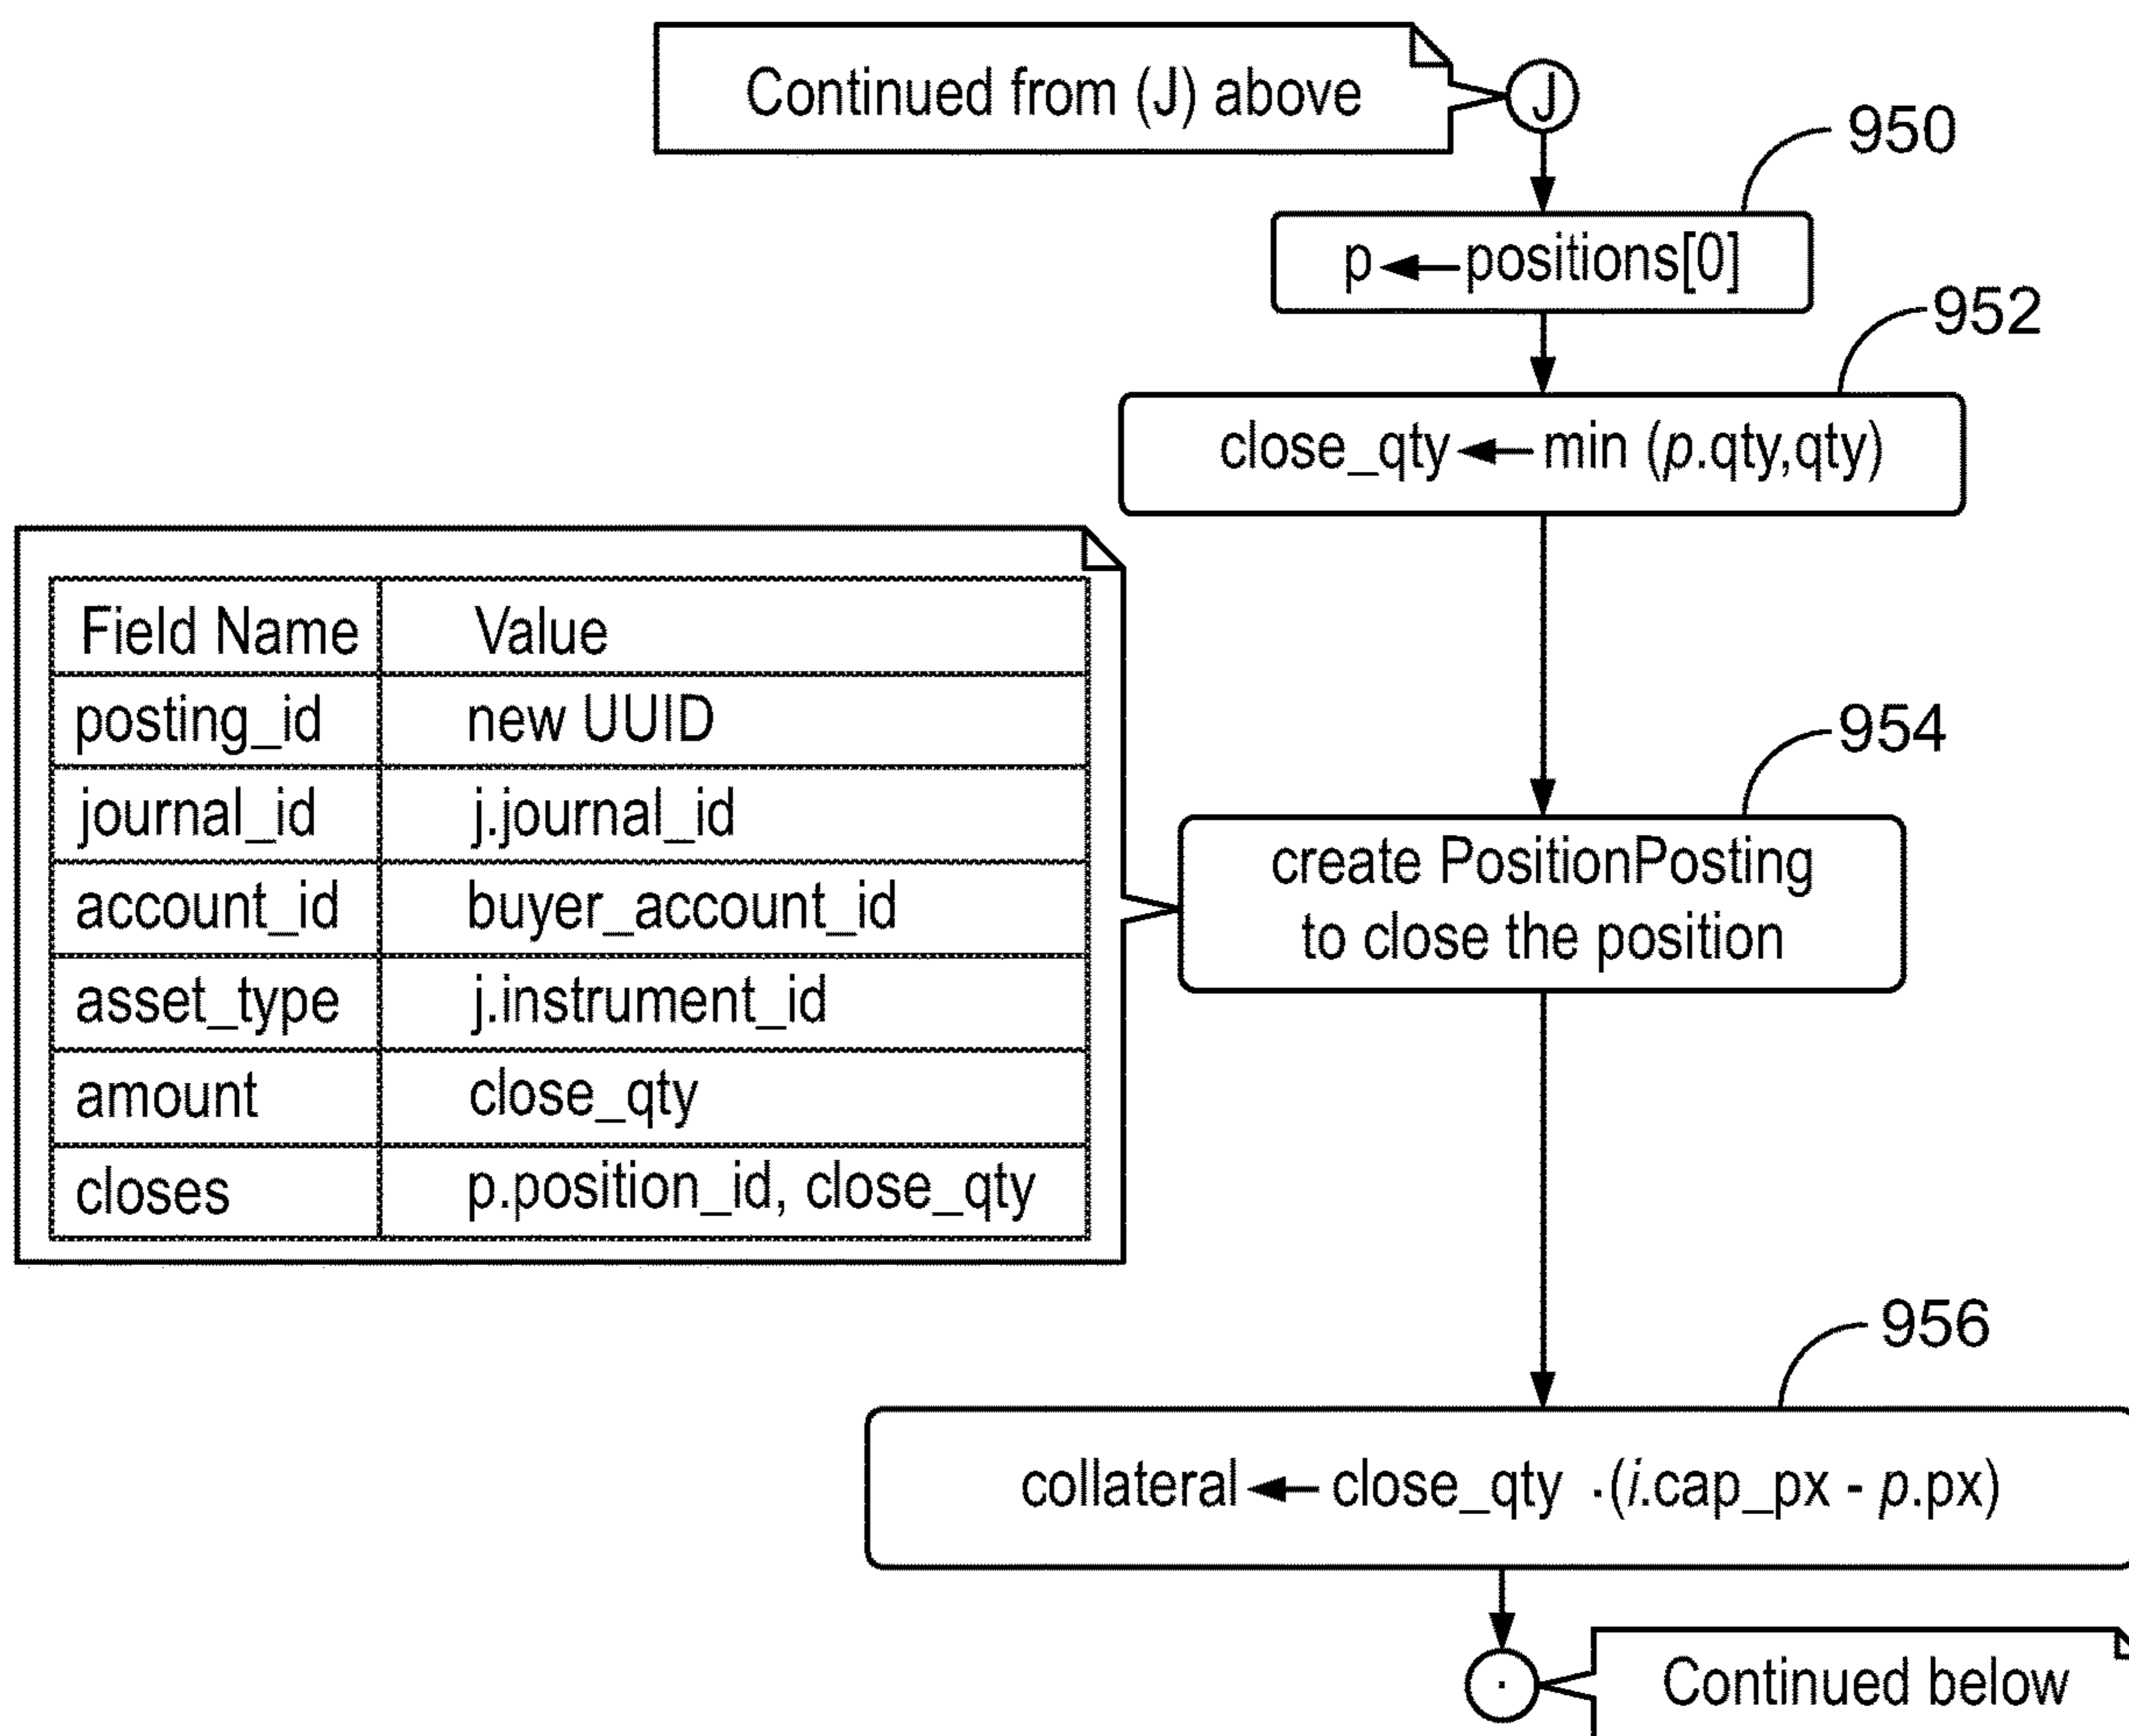 Continued from (J) above
J
950
p ← positions[0]
952
close_qty ← min (p.qty,qty)
Field Name Value
posting_id new UUID
journal_id j.journal_id
account_id buyer_account_id
asset_type j.instrument_id
amount close_qty
closes p.position_id, close_qty
954
create PositionPosting
to close the position
956
collateral ← close_qty ·(i.cap_px - p.px)
Continued below